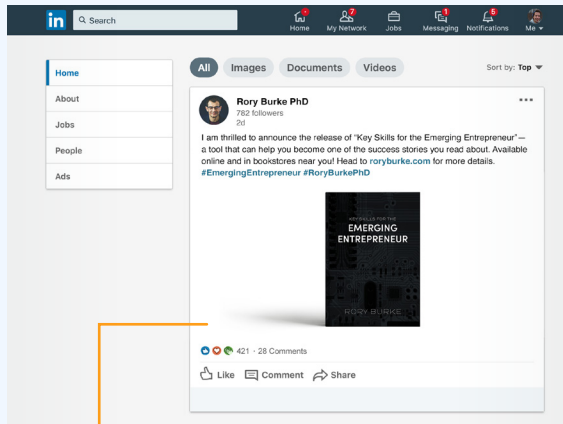 in
Search
Home
My Network
Jobs
Messaging
Notifications
Me
7
1
5
Home
About
Jobs
People
Ads
All Images Documents Videos
Sort by: Top
Rory Burke PhD
782 followers
2d
I am thrilled to announce the release of “Key Skills for the Emerging Entrepreneur”—
a tool that can help you become one of the success stories you read about. Available
online and in bookstores near you! Head to roryburke.com for more details.
#EmergingEntrepreneur #RoryBurkePhD
KEY SKILLS FOR THE
EMERGING
ENTREPRENEUR
RORY BURKE
421 · 28 Comments
Like Comment Share